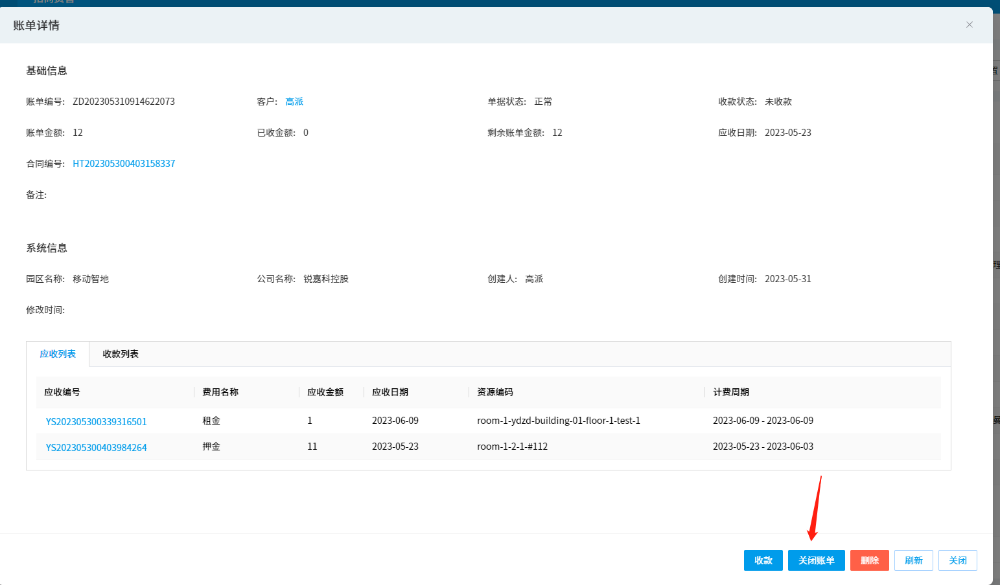 账单详情
基础信息
账单编号: ZD202305310914622073 客户: 高派 单据状态: 正常 收款状态: 未收款
账单金额: 12 已收金额: 0 剩余账单金额: 12 应收日期: 2023-05-23
合同编号: HT202305300403158337
备注:
系统信息
园区名称: 移动智地 公司名称: 锐嘉科控股 创建人: 高派 创建时间: 2023-05-31
修改时间:
应收列表 收款列表
应收编号 费用名称 应收金额 应收日期 资源编码 计费周期
YS202305300339316501 租金 1 2023-06-09 room-1-ydzd-building-01-floor-1-test-1 2023-06-09 - 2023-06-09
YS202305300403984264 押金 11 2023-05-23 room-1-2-1-#112 2023-05-23 - 2023-06-03
收款 关闭账单 删除 刷新 关闭